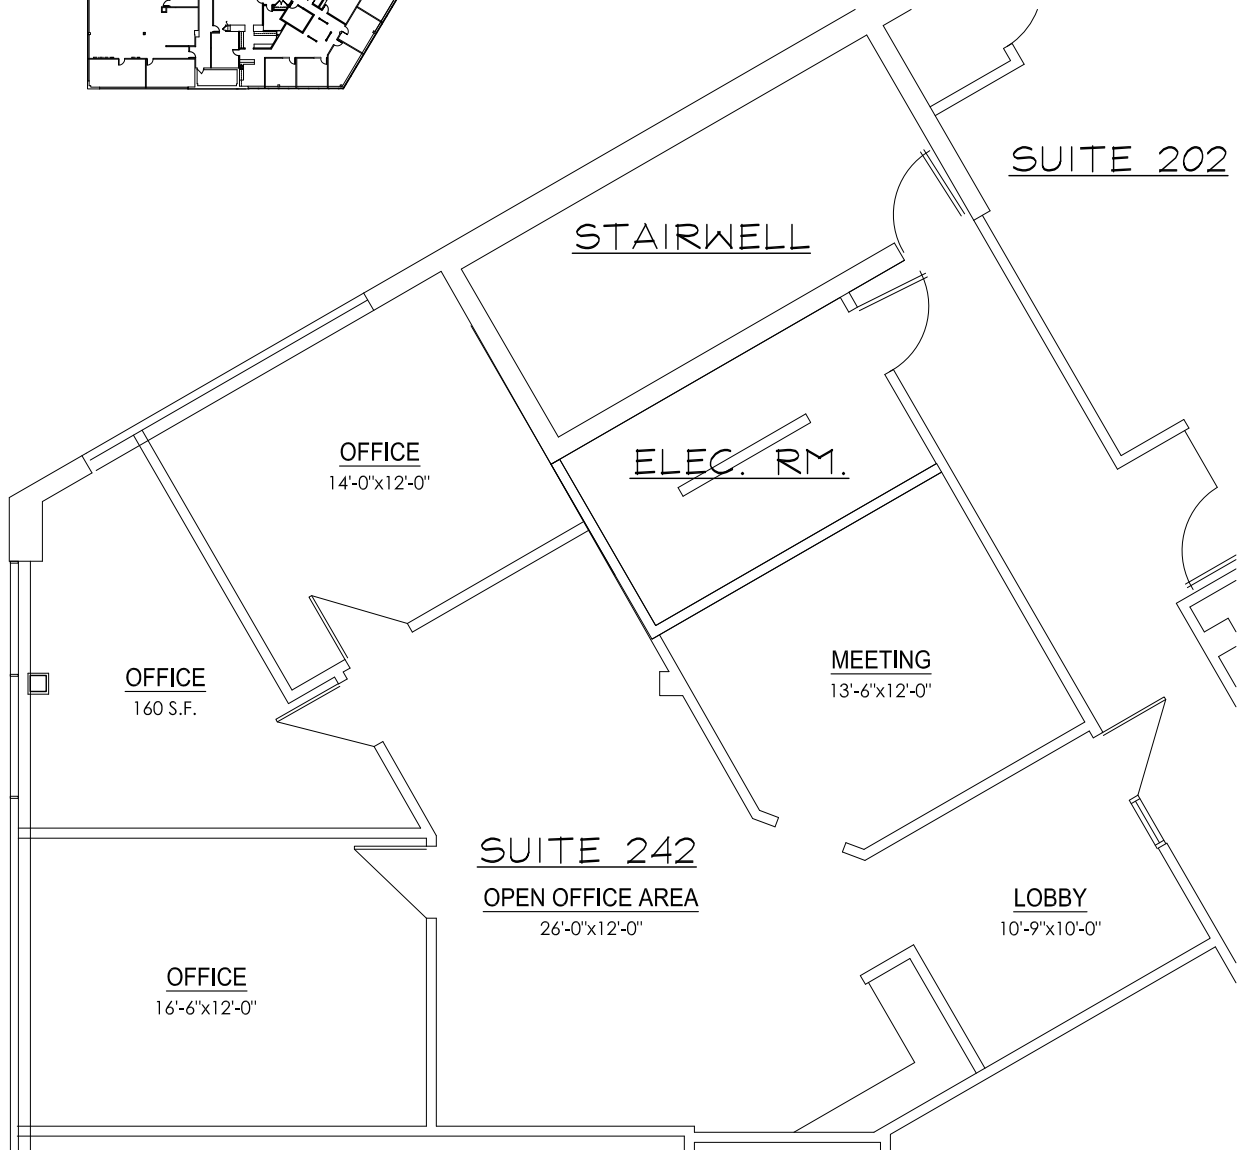 SUITE 202
STAIRWELL
OFFICE
14'-0"x12'-0"
ELEC. RM.
OFFICE
160 S.F.
MEETING
13'-6"x12'-0"
SUITE 242
OPEN OFFICE AREA
26'-0"x12'-0"
LOBBY
10'-9"x10'-0"
OFFICE
16'-6"x12'-0"